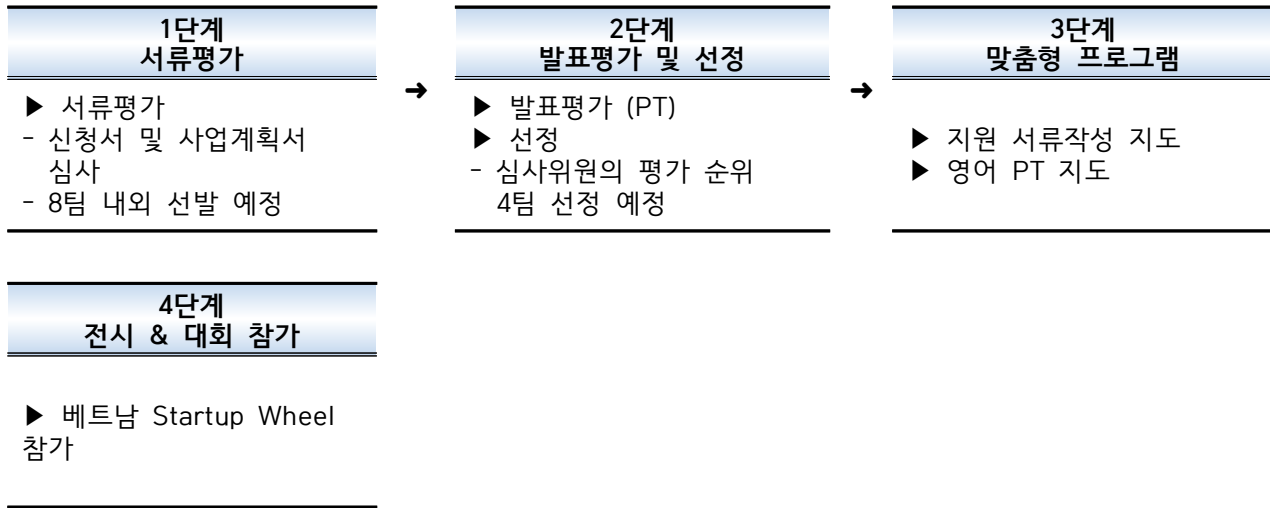 1단계
서류평가
▶ 서류평가
- 신청서 및 사업계획서
심사
- 8팀 내외 선발 예정
➜
2단계
발표평가 및 선정
▶ 발표평가 (PT)
▶ 선정
- 심사위원의 평가 순위
4팀 선정 예정
➜
3단계
맞춤형 프로그램
▶ 지원 서류작성 지도
▶ 영어 PT 지도
4단계
전시 & 대회 참가
▶ 베트남 Startup Wheel
참가